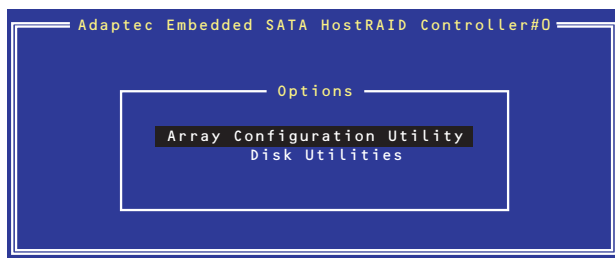 Adaptec Embedded SATA HostRAID Controller#0
Options
Array Configuration Utility
Disk Utilities